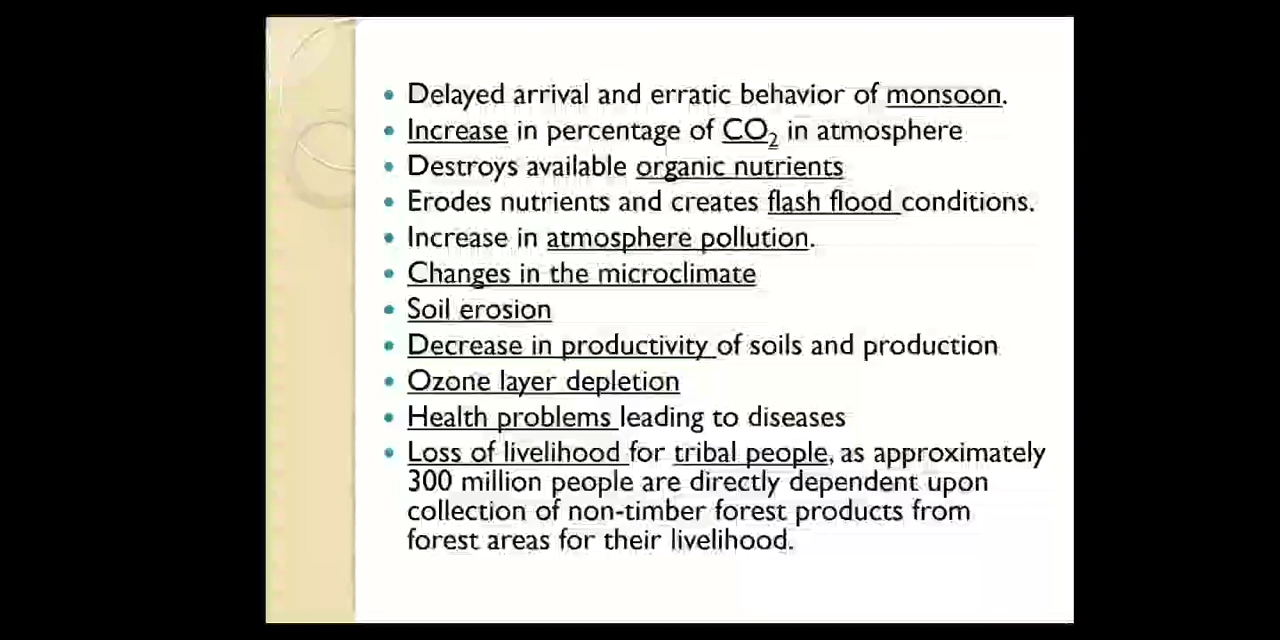 • Delayed arrival and erratic behavior of monsoon.
• Increase in percentage of CO₂ in atmosphere
• Destroys available organic nutrients
• Erodes nutrients and creates flash flood conditions.
• Increase in atmosphere pollution.
• Changes in the microclimate
• Soil erosion
• Decrease in productivity of soils and production
• Ozone layer depletion
• Health problems leading to diseases
• Loss of livelihood for tribal people, as approximately
300 million people are directly dependent upon
collection of non-timber forest products from
forest areas for their livelihood.